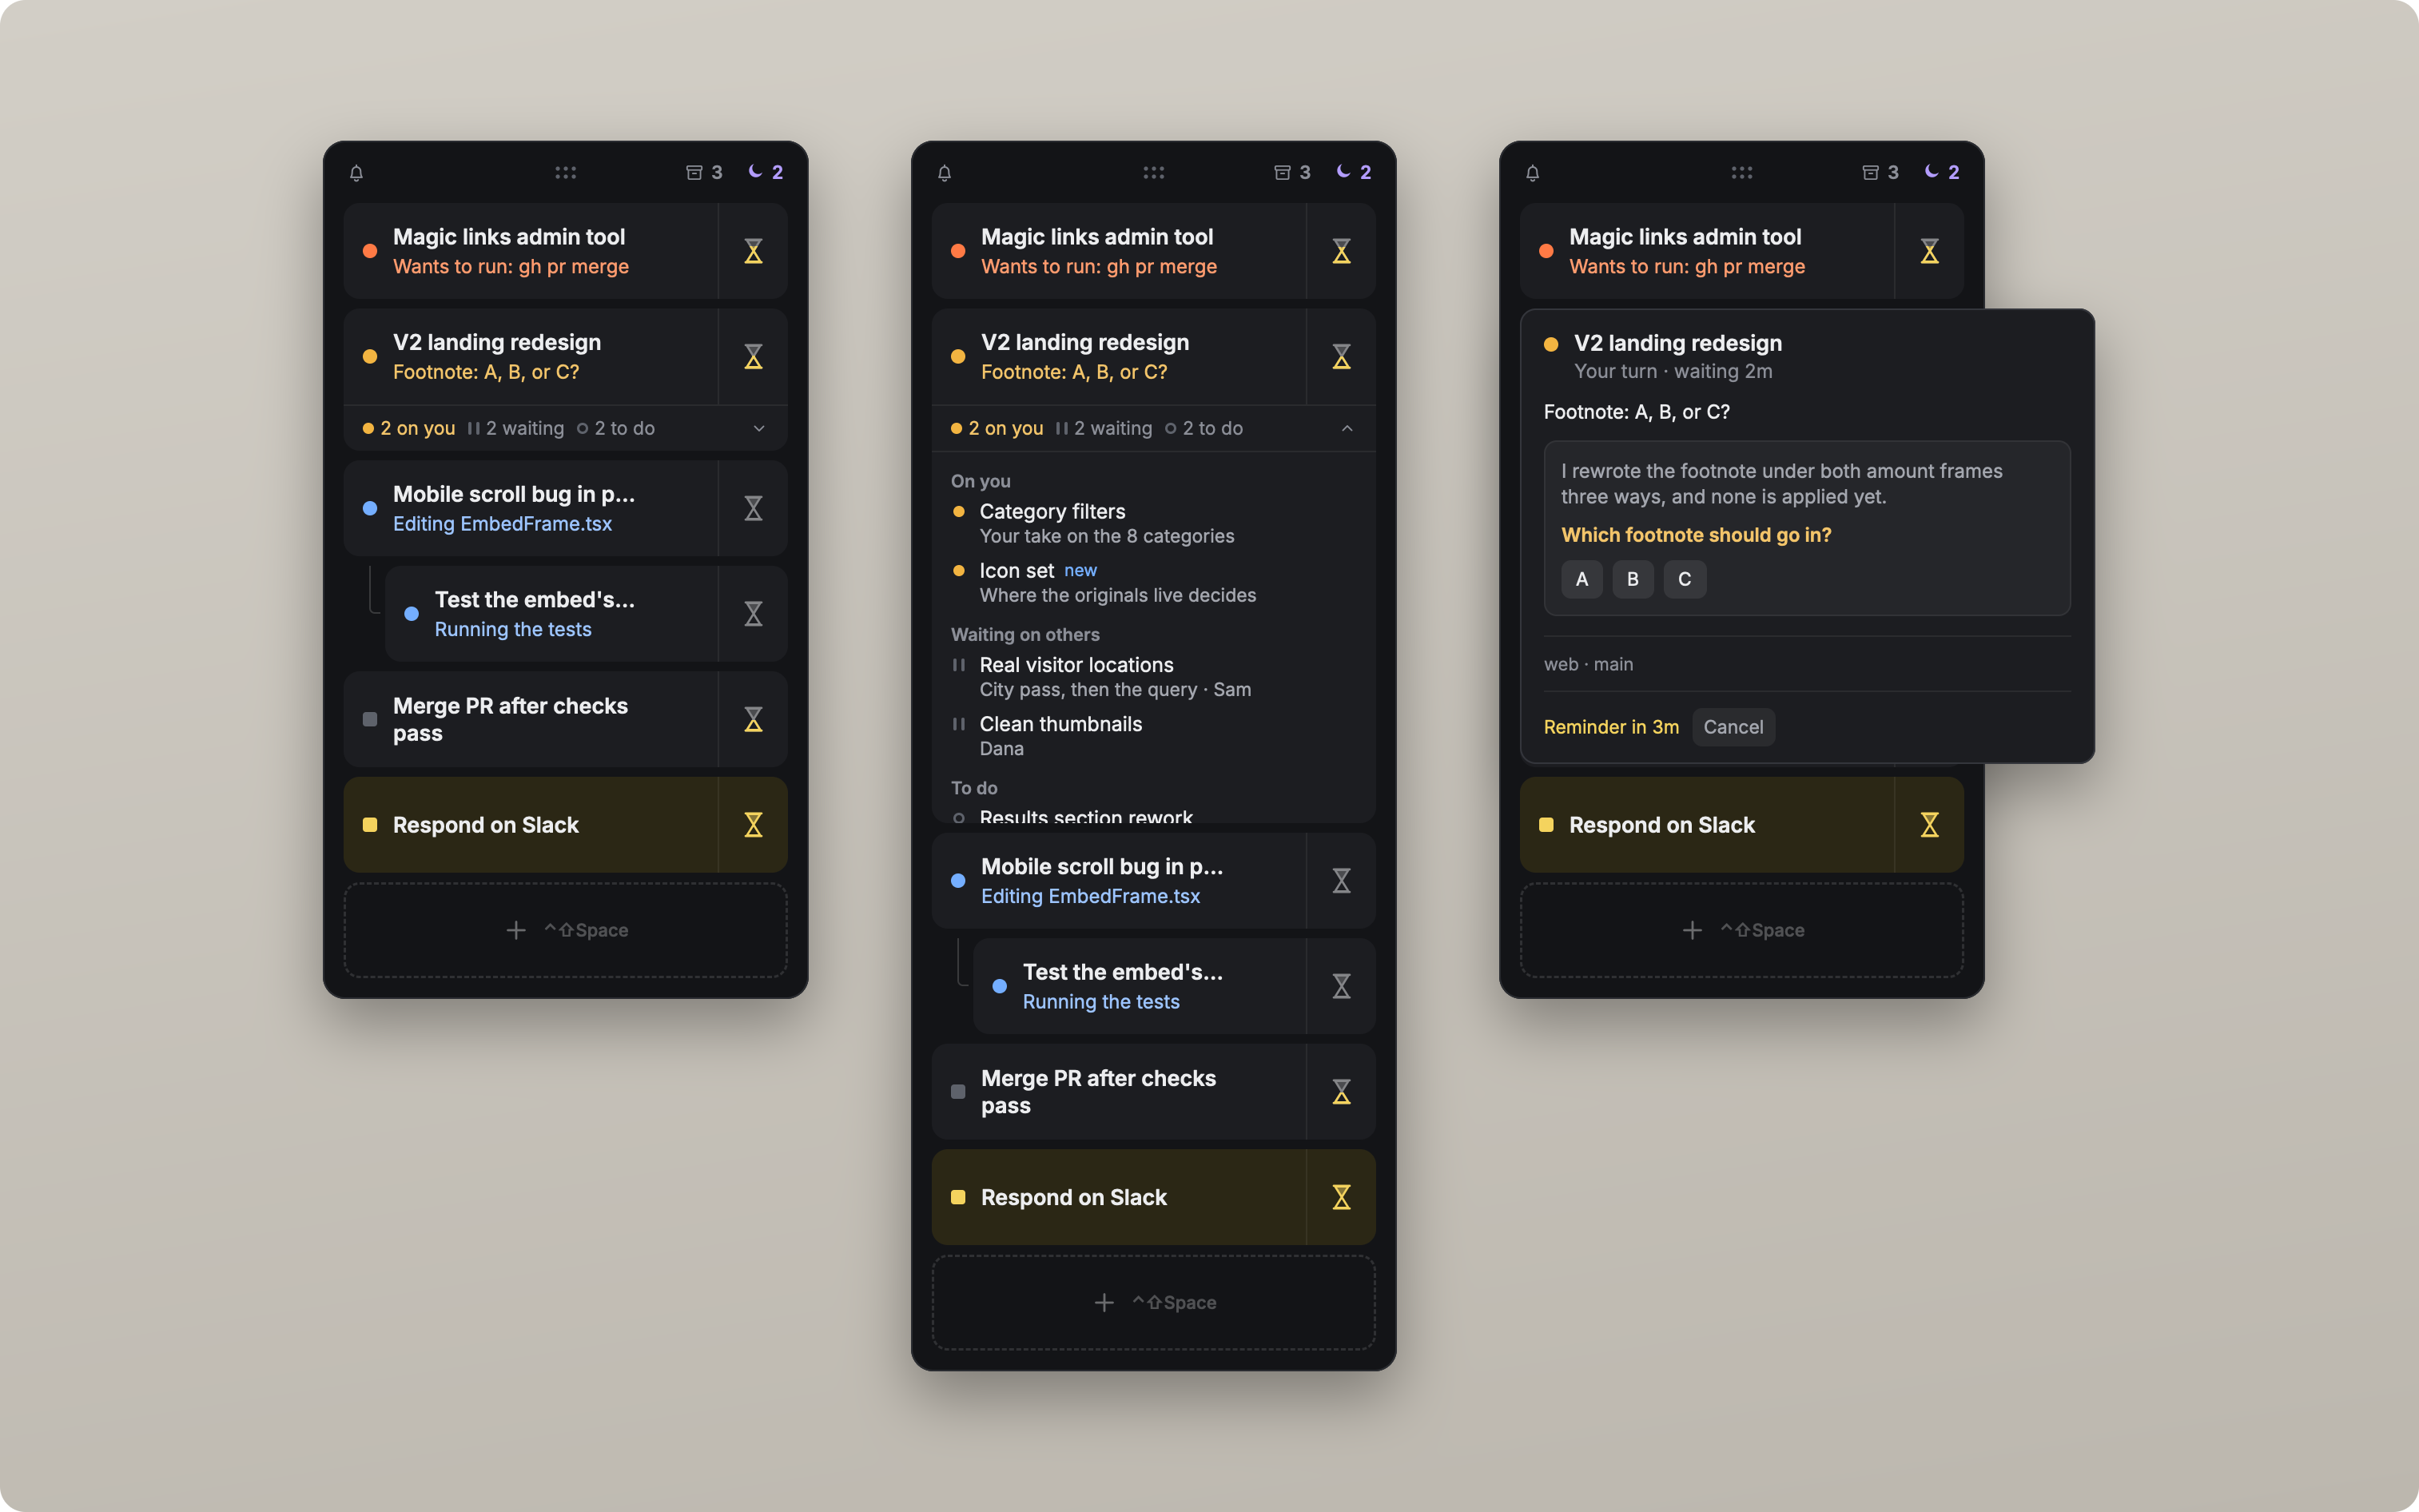 3 2
Magic links admin tool
Wants to run: gh pr merge
V2 landing redesign
Footnote: A, B, or C?
2 on you 2 waiting 2 to do
Mobile scroll bug in p...
Editing EmbedFrame.tsx
Test the embed's...
Running the tests
Merge PR after checks
pass
Respond on Slack
+ ^⇧Space
3 2
Magic links admin tool
Wants to run: gh pr merge
V2 landing redesign
Footnote: A, B, or C?
2 on you 2 waiting 2 to do
On you
Category filters
Your take on the 8 categories
Icon set new
Where the originals live decides
Waiting on others
Real visitor locations
City pass, then the query · Sam
Clean thumbnails
Dana
To do
Results section rework
Mobile scroll bug in p...
Editing EmbedFrame.tsx
Test the embed's...
Running the tests
Merge PR after checks
pass
Respond on Slack
+ ^⇧Space
3 2
Magic links admin tool
Wants to run: gh pr merge
V2 landing redesign
Your turn · waiting 2m
Footnote: A, B, or C?
I rewrote the footnote under both amount frames
three ways, and none is applied yet.
Which footnote should go in?
A B C
web · main
Reminder in 3m Cancel
Respond on Slack
+ ^⇧Space